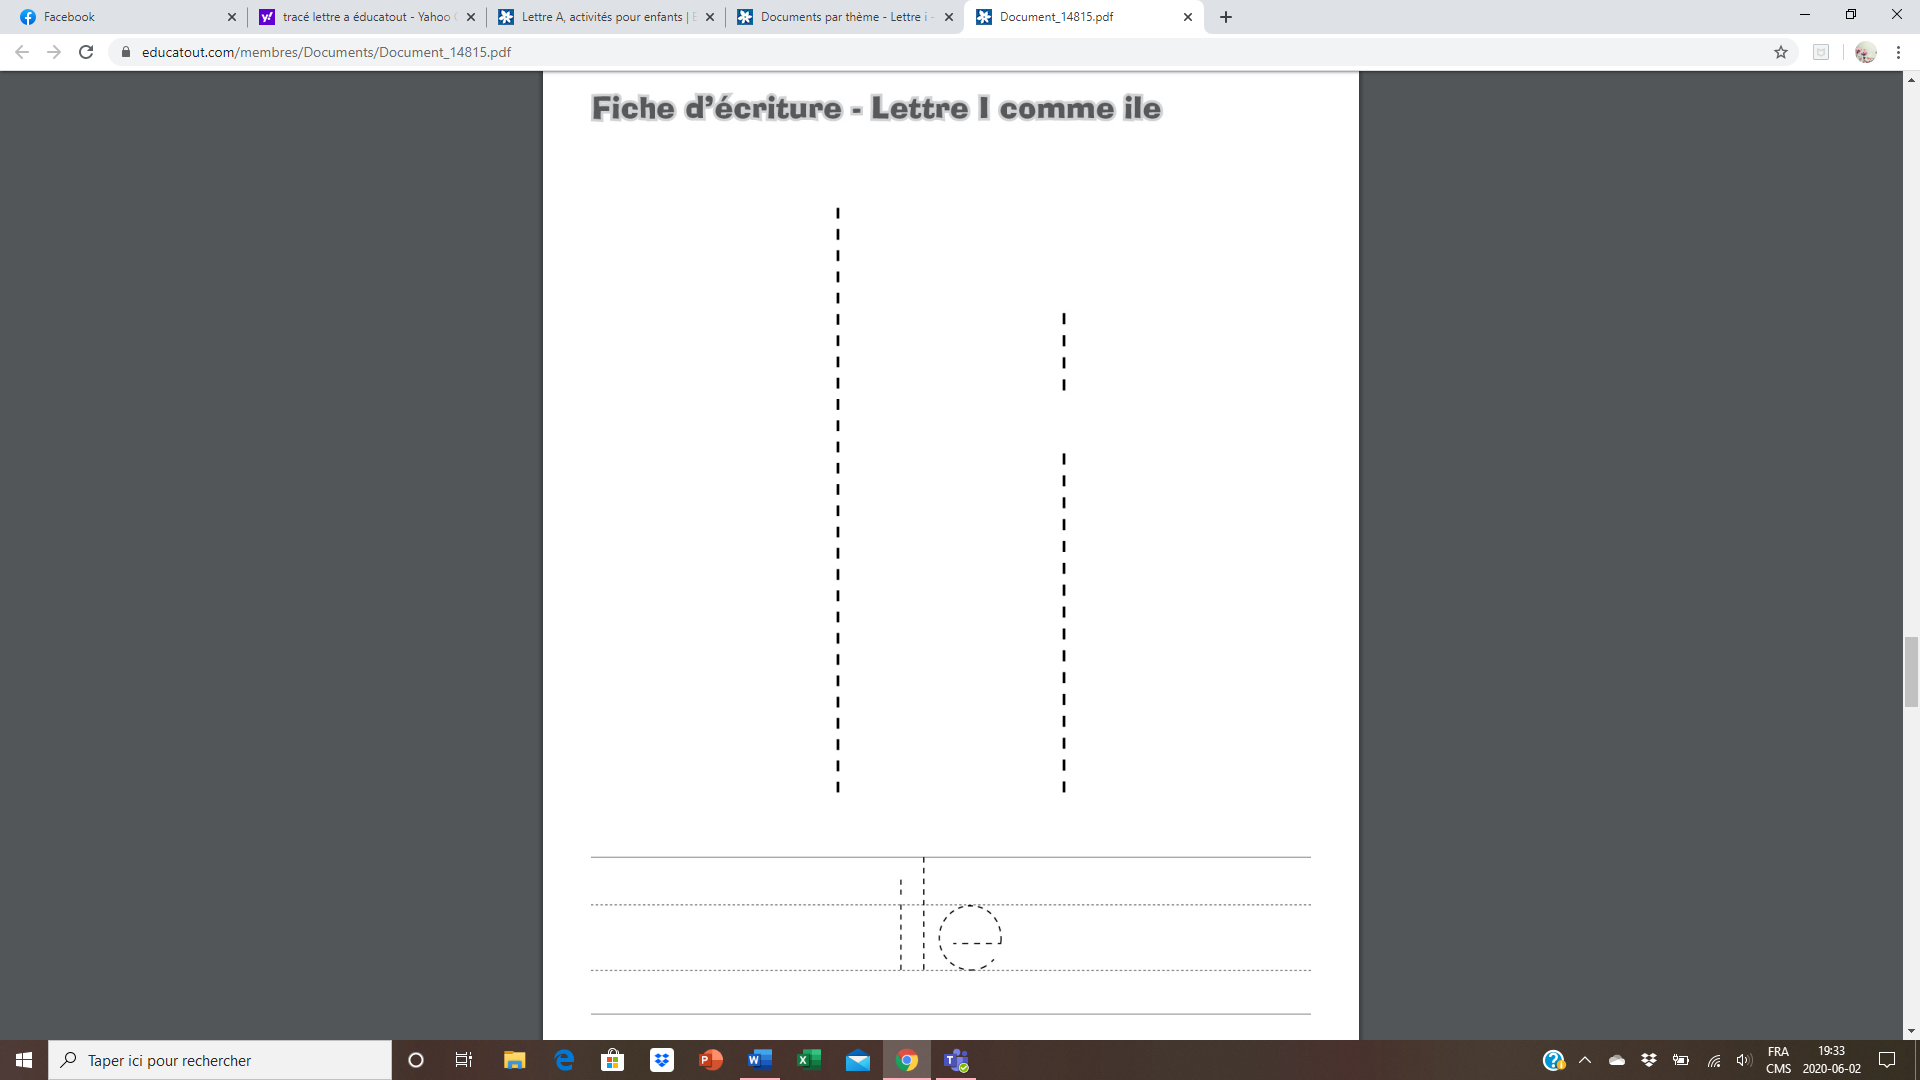 Facebook
tracé lettre a éducatout - Yahoo
Lettre A, activités pour enfants |
Documents par thème - Lettre i -
Document_14815.pdf
educatout.com/membres/Documents/Document_14815.pdf
Fiche d'écriture - Lettre I comme ile
I i
ile
Taper ici pour rechercher
FRA
CMS
19:33
2020-06-02